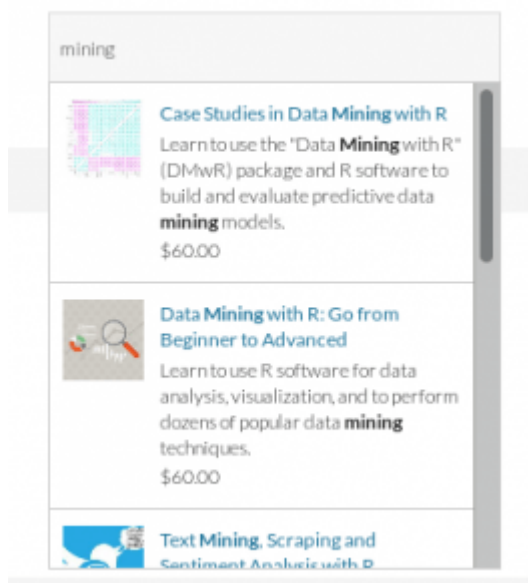 mining
Case Studies in Data Mining with R
Learn to use the "Data Mining with R"
(DMwR) package and R software to
build and evaluate predictive data
mining models.
$60.00
Data Mining with R: Go from
Beginner to Advanced
Learn to use R software for data
analysis, visualization, and to perform
dozens of popular data mining
techniques.
$60.00
Text Mining, Scraping and
Sentiment Analysis with R